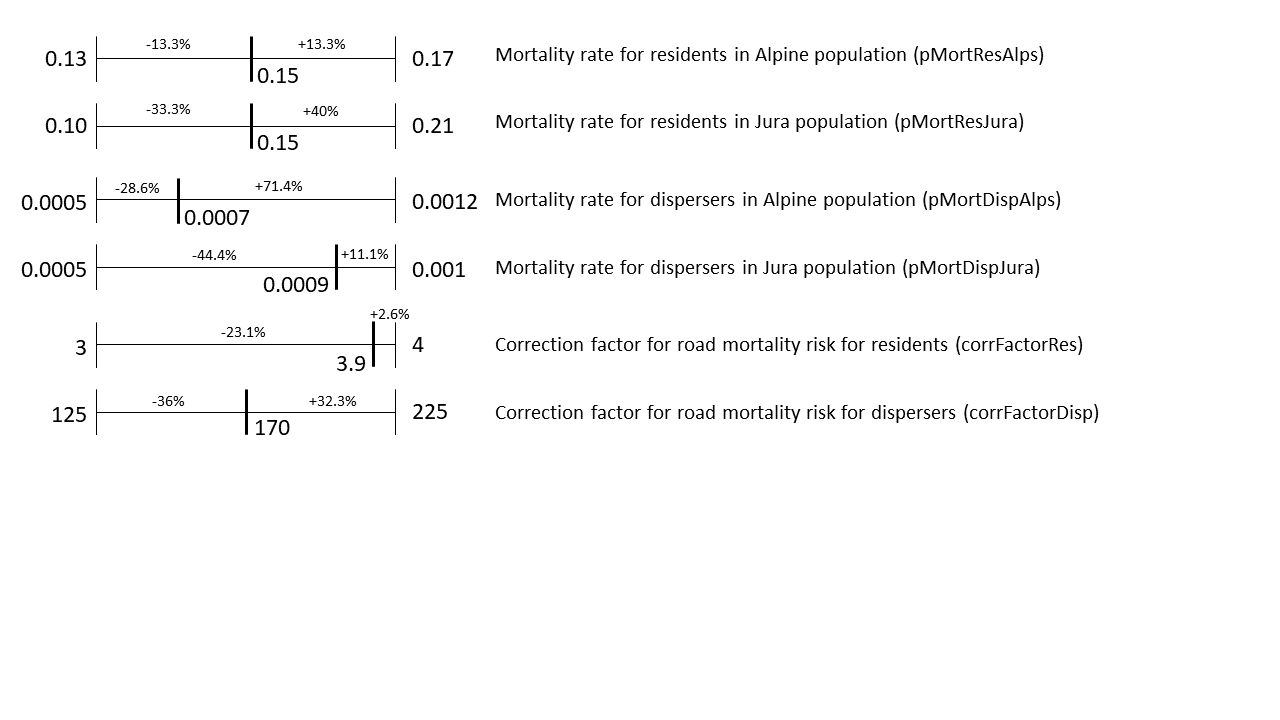 -13.3% +13.3%
0.13 0.15 0.17 Mortality rate for residents in Alpine population (pMortResAlps)
-33.3% +40%
0.10 0.15 0.21 Mortality rate for residents in Jura population (pMortResJura)
-28.6% +71.4%
0.0005 0.0007 0.0012 Mortality rate for dispersers in Alpine population (pMortDispAlps)
-44.4% +11.1%
0.0005 0.0009 0.001 Mortality rate for dispersers in Jura population (pMortDispJura)
-23.1% +2.6%
3 3.9 4 Correction factor for road mortality risk for residents (corrFactorRes)
-36% +32.3%
125 170 225 Correction factor for road mortality risk for dispersers (corrFactorDisp)